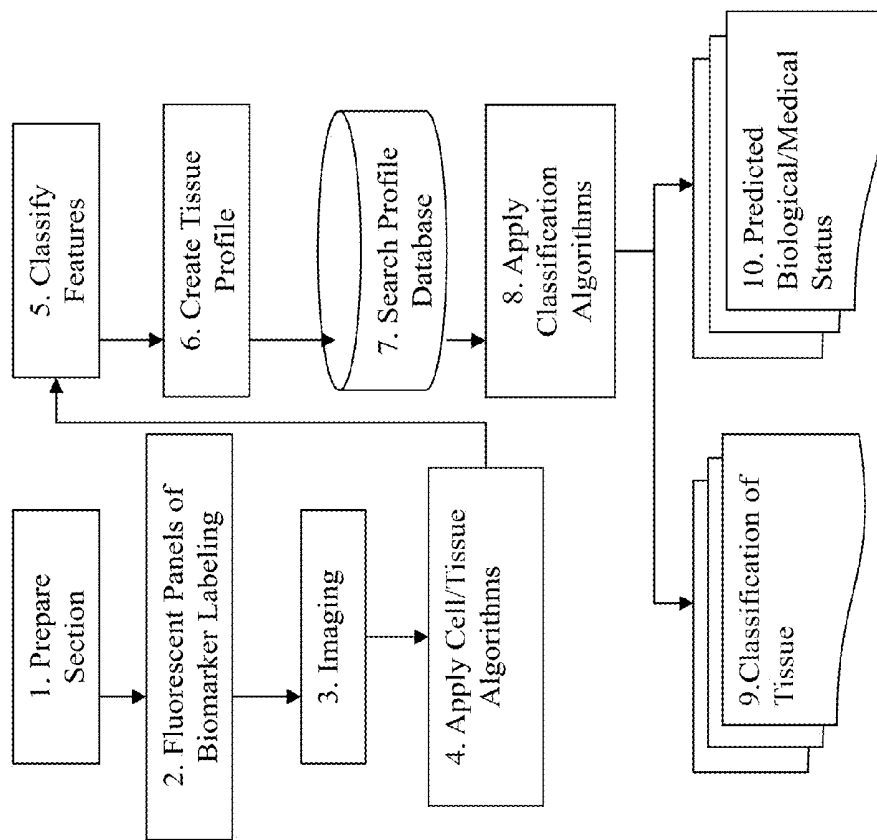 1. Prepare
Section
2. Fluorescent Panels of
Biomarker Labeling
3. Imaging
4. Apply Cell/Tissue
Algorithms
5. Classify
Features
6. Create Tissue
Profile
7. Search Profile
Database
8. Apply
Classification
Algorithms
9.Classification of
Tissue
10. Predicted
Biological/Medical
Status